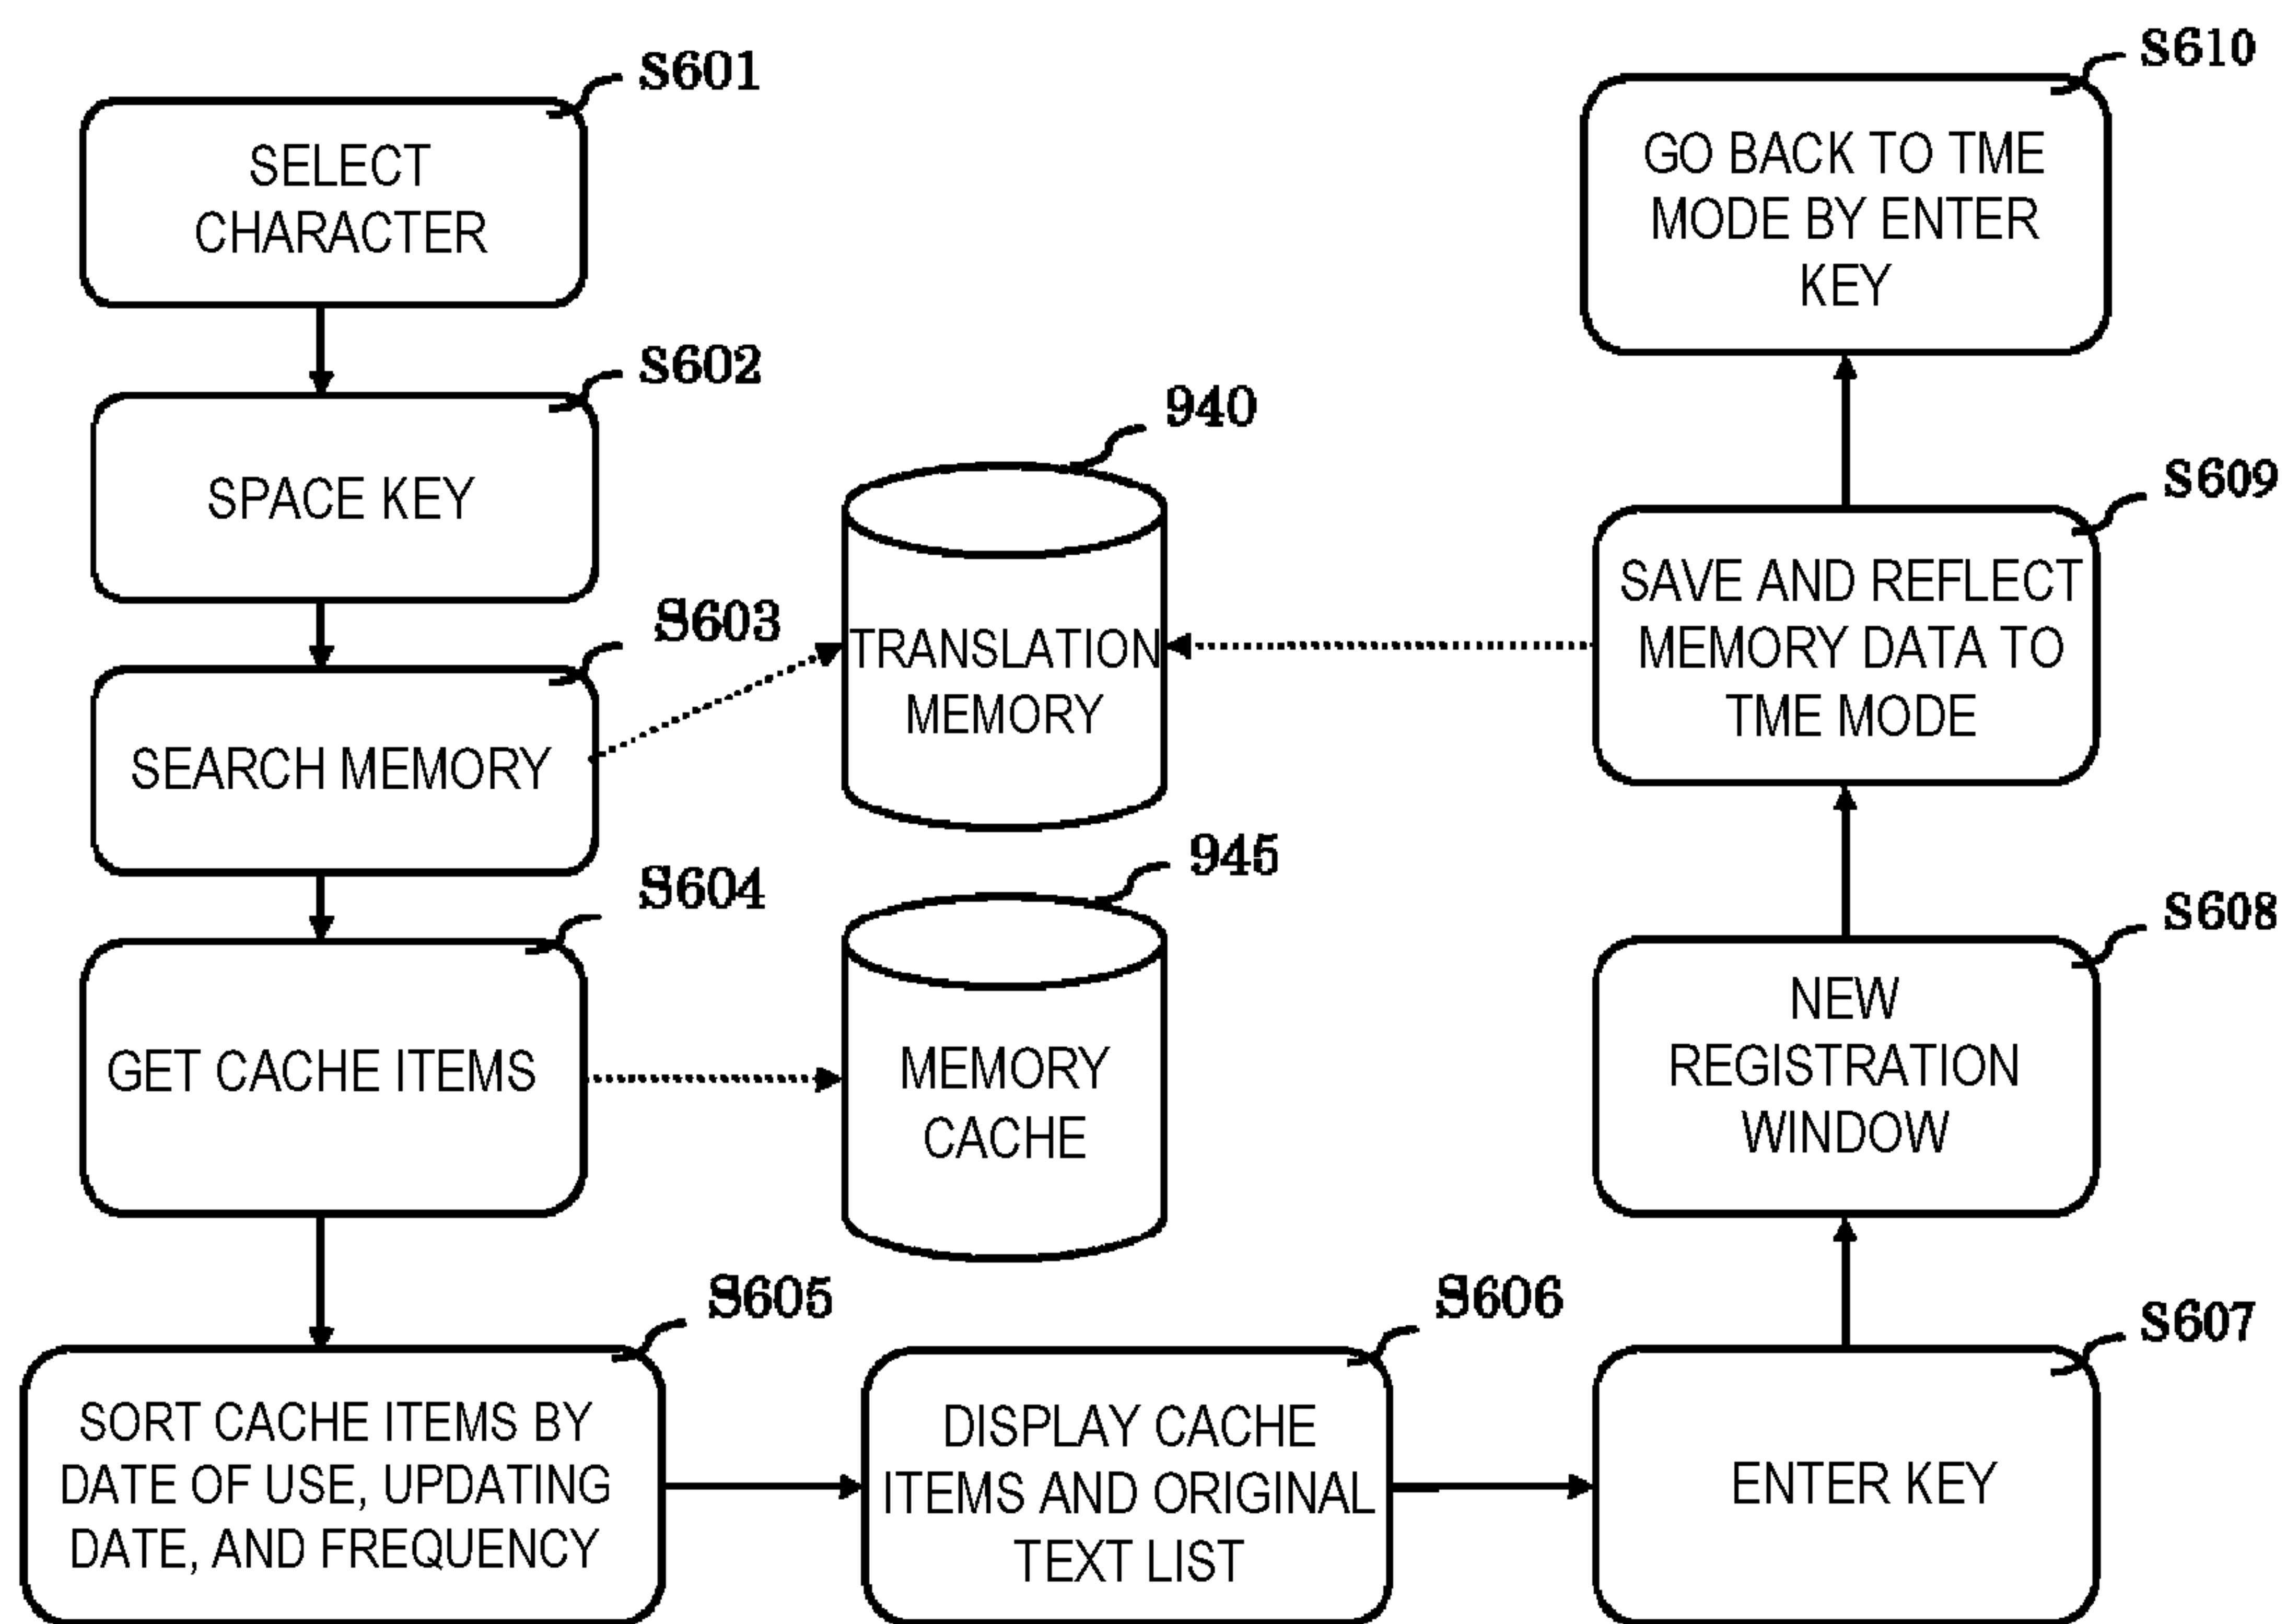 S601
SELECT
CHARACTER
S602
SPACE KEY
S603
SEARCH MEMORY
S604
GET CACHE ITEMS
940
TRANSLATION
MEMORY
945
MEMORY
CACHE
S605
SORT CACHE ITEMS BY
DATE OF USE, UPDATING
DATE, AND FREQUENCY
S606
DISPLAY CACHE
ITEMS AND ORIGINAL
TEXT LIST
S607
ENTER KEY
S608
NEW
REGISTRATION
WINDOW
S609
SAVE AND REFLECT
MEMORY DATA TO
TME MODE
S610
GO BACK TO TME
MODE BY ENTER
KEY